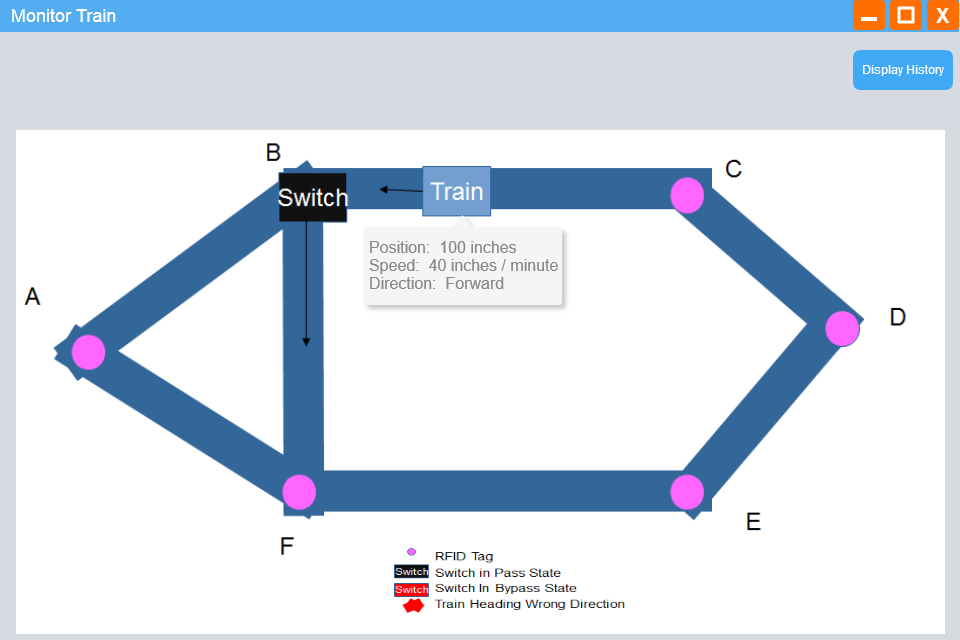 Monitor Train
X
Display History
B
C
Switch
Train
Position:  100 inches
Speed:  40 inches / minute
Direction:  Forward
A
D
E
F
RFID Tag
Switch Switch in Pass State
Switch Switch In Bypass State
Train Heading Wrong Direction